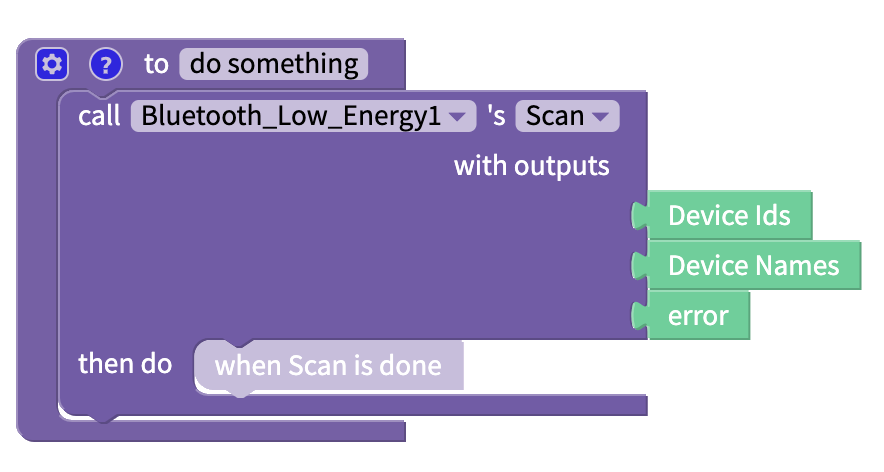 ? to do something
call Bluetooth_Low_Energy1 's Scan
with outputs
Device Ids
Device Names
error
then do when Scan is done